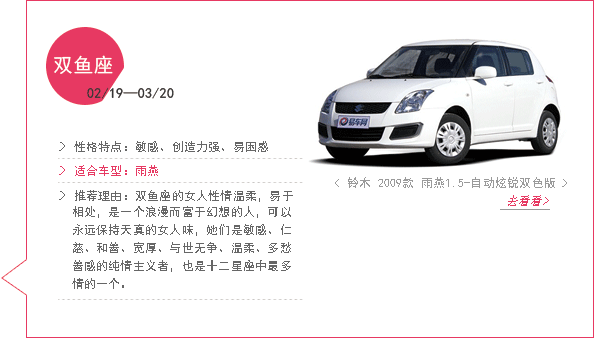 双鱼座
02/19—03/20
性格特点：敏感、创造力强、易困惑
适合车型：雨燕
推荐理由：双鱼座的女人性情温柔，易于
相处，是一个浪漫而富于幻想的人，可以
永远保持天真的女人味，她们是敏感、仁
慈、和善、宽厚、与世无争、温柔、多愁
善感的纯情主义者，也是十二星座中最多
情的一个。
易车网
< 铃木 2009款 雨燕1.5-自动炫锐双色版 >
去看看>